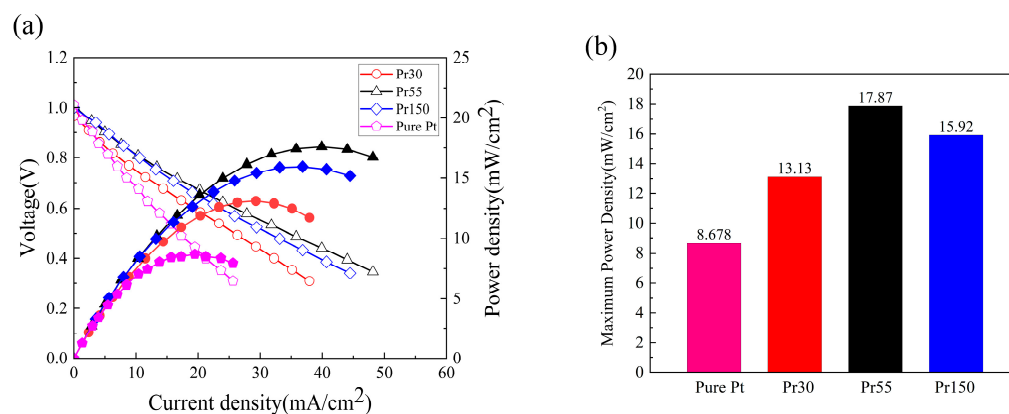 (a)
1.2
1.0
0.8
0.6
0.4
0.2
0.0
Voltage(V)
0 10 20 30 40 50 60
Current density(mA/cm²)
25
20
15
10
5
0
Power density(mW/cm²)
Pr30
Pr55
Pr150
Pure Pt
(b)
20
18
16
14
12
10
8
6
4
2
0
Maximum Power Density(mW/cm²)
8.678
13.13
17.87
15.92
Pure Pt Pr30 Pr55 Pr150